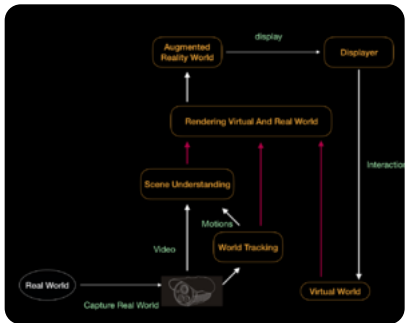 display
Augmented
Reality World
Displayer
Rendering Virtual And Real World
Interaction
Scene Understanding
Motions
Video
World Tracking
Real World
Virtual World
Capture Real World